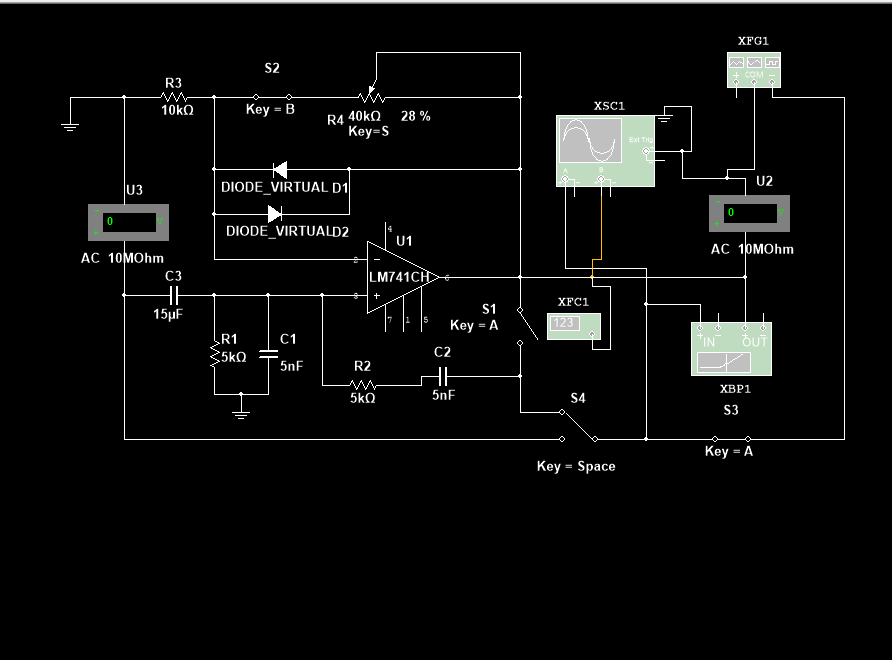 XFG1
COM
S2
R3
10kΩ
Key = B
R4
40kΩ
28 %
Key=S
XSC1
Ext Trig
A
B
DIODE_VIRTUAL D1
DIODE_VIRTUALD2
U3
0
AC 10MOhm
U2
0
AC 10MOhm
4
U1
2
LM741CH
6
3
7
1
5
C3
15µF
R1
5kΩ
C1
5nF
R2
5kΩ
C2
5nF
S1
Key = A
XFC1
123
IN
OUT
XBP1
S3
Key = A
S4
Key = Space